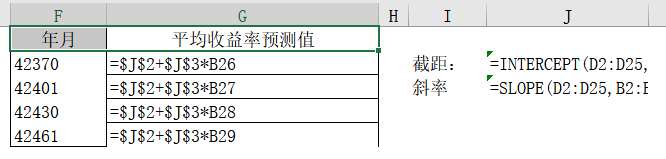 F G H I J
年月 平均收益率预测值
42370 =$J$2+$J$3*B26 截距: =INTERCEPT(D2:D25,
42401 =$J$2+$J$3*B27 斜率 =SLOPE(D2:D25,B2:
42430 =$J$2+$J$3*B28
42461 =$J$2+$J$3*B29